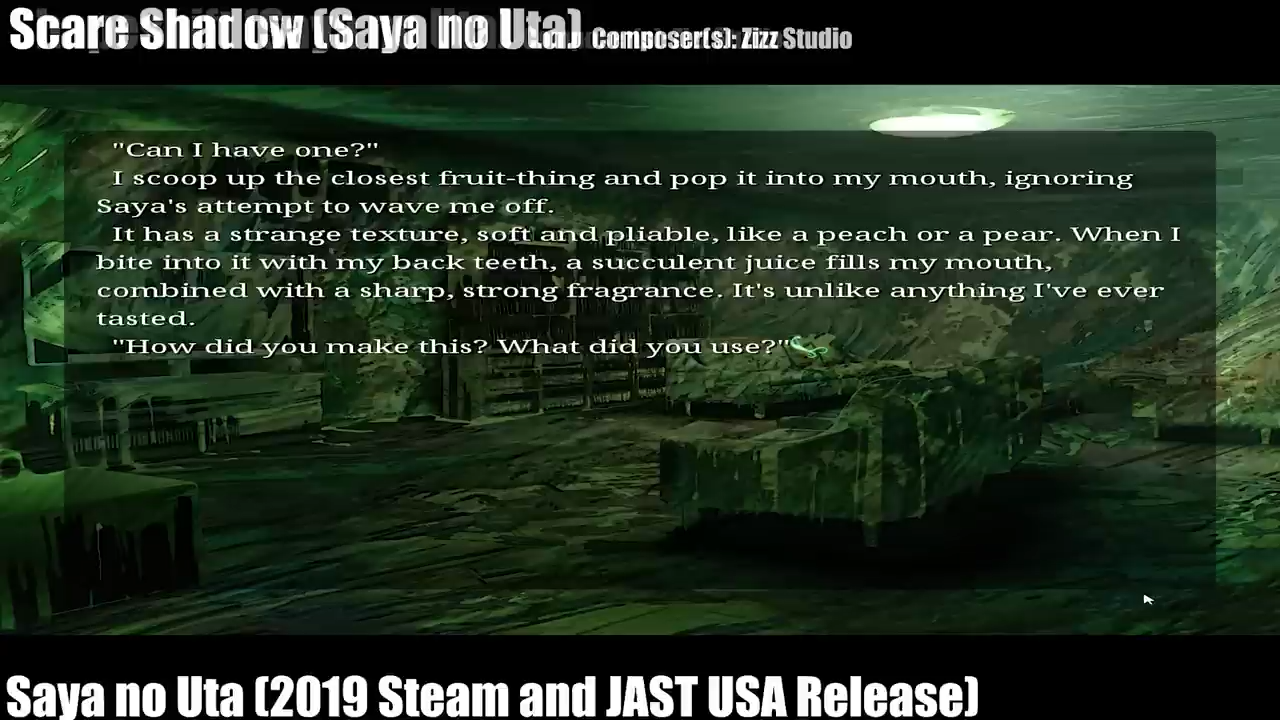 Scare Shadow (Saya no Uta) Composer(s): Zizz Studio
"Can I have one?"
I scoop up the closest fruit-thing and pop it into my mouth, ignoring
Saya's attempt to wave me off.
It has a strange texture, soft and pliable, like a peach or a pear. When I
bite into it with my back teeth, a succulent juice fills my mouth,
combined with a sharp, strong fragrance. It's unlike anything I've ever
tasted.
"How did you make this? What did you use?"
Saya no Uta (2019 Steam and JAST USA Release)